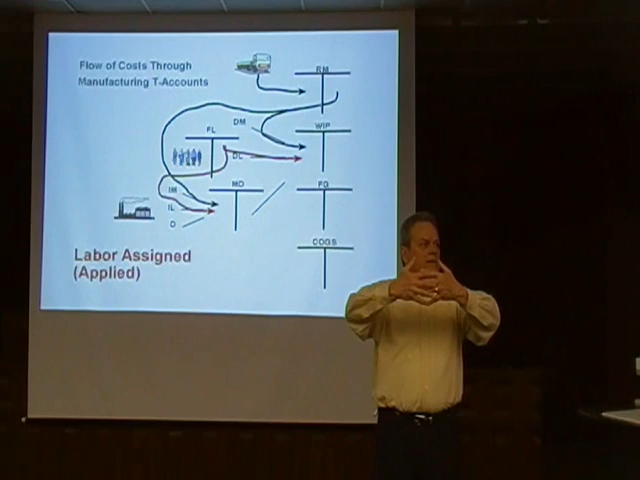 Flow of Costs Through
Manufacturing T-Accounts
RM
DM
WIP
FL
DL
IM
MO
FG
IL
O
COGS
Labor Assigned
(Applied)